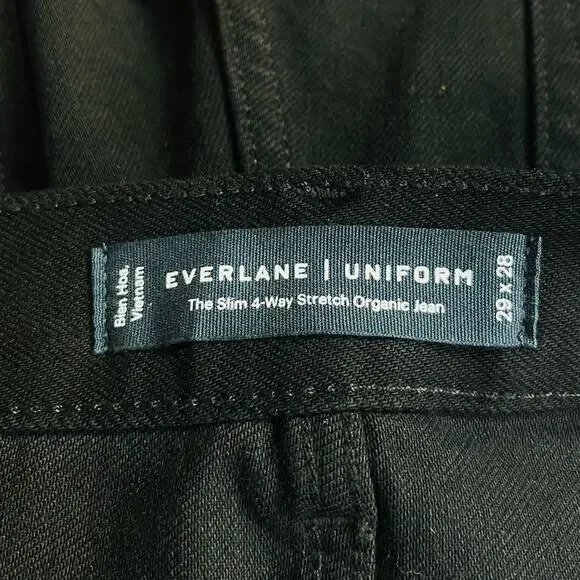 Bien Hoa,
Vietnam
EVERLANE | UNIFORM
The Slim 4-Way Stretch Organic Jean
29 x 28